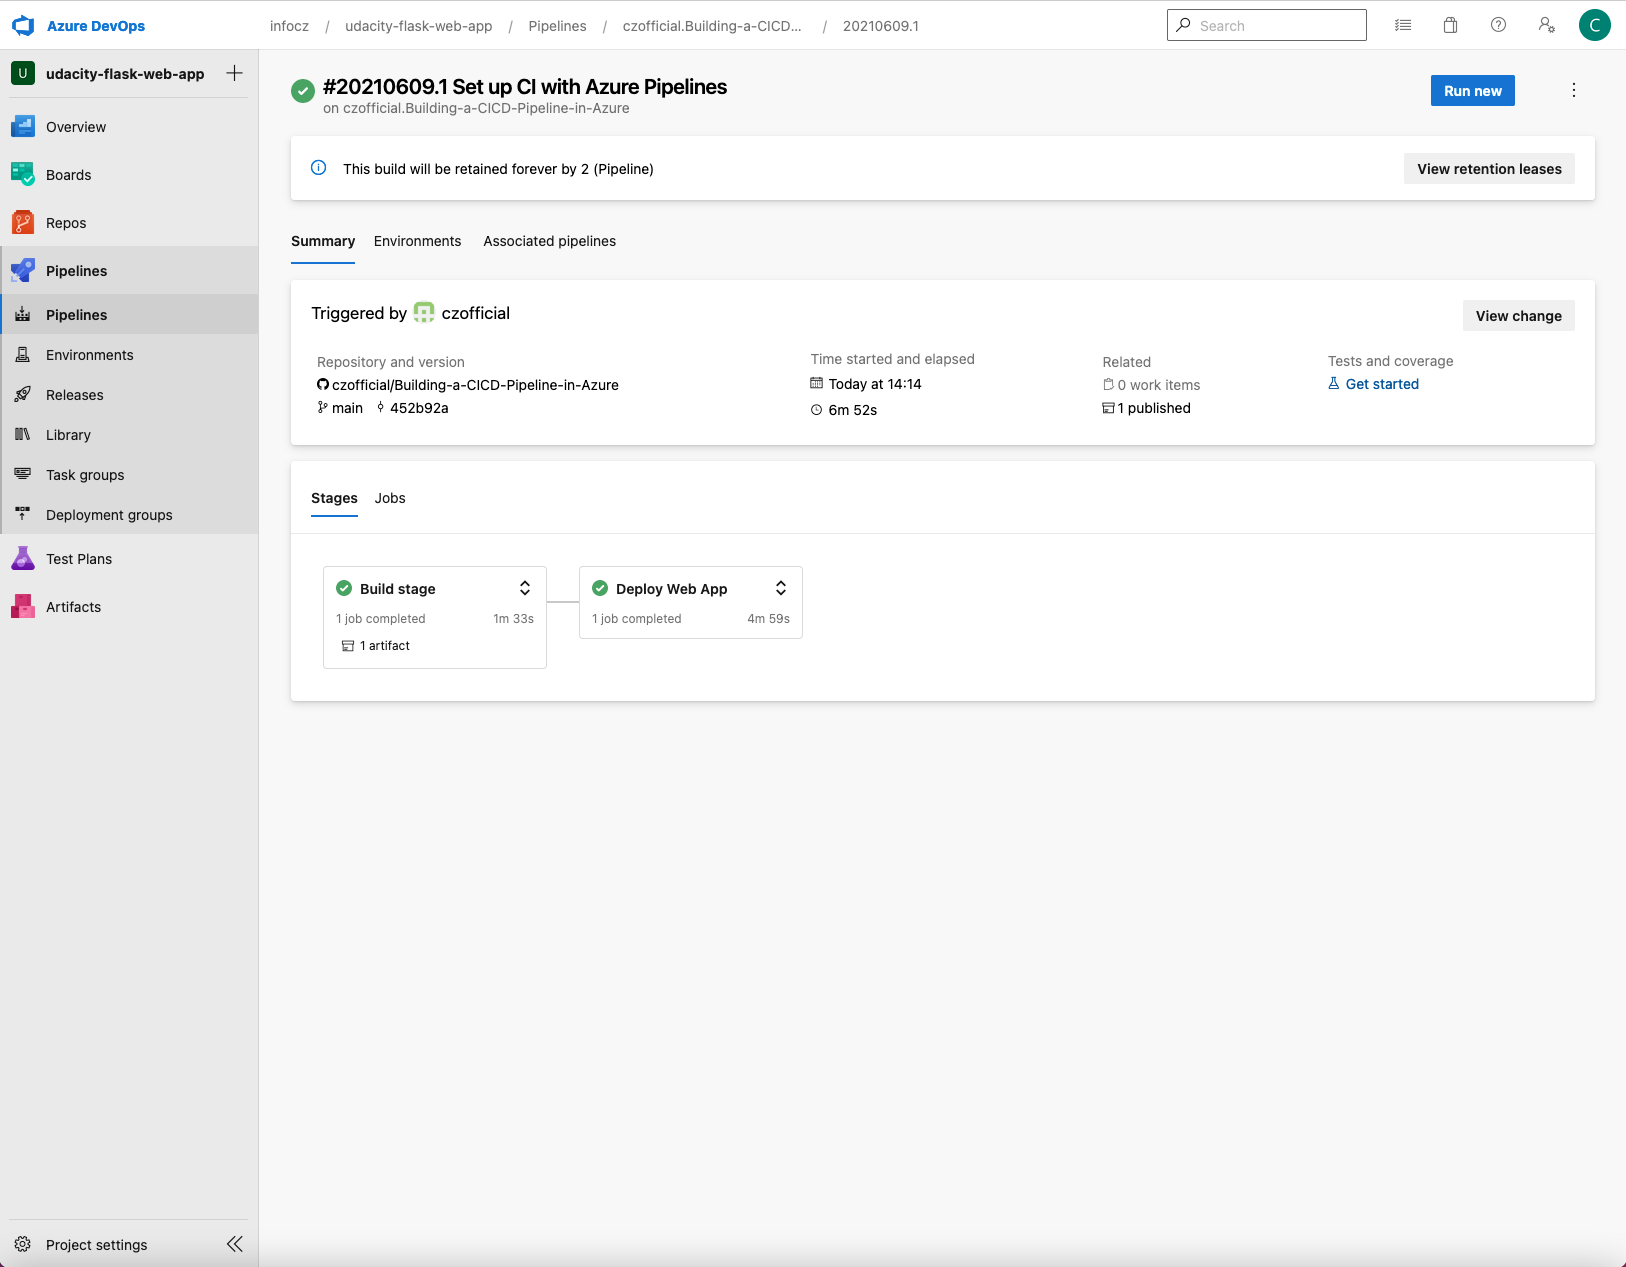 Azure DevOps
infocz / udacity-flask-web-app / Pipelines / czofficial.Building-a-CICD... / 20210609.1
Search
C
U udacity-flask-web-app
Overview
Boards
Repos
Pipelines
Pipelines
Environments
Releases
Library
Task groups
Deployment groups
Test Plans
Artifacts
Project settings
#20210609.1 Set up CI with Azure Pipelines
on czofficial.Building-a-CICD-Pipeline-in-Azure
Run new
This build will be retained forever by 2 (Pipeline)
View retention leases
Summary Environments Associated pipelines
Triggered by czofficial
View change
Repository and version
czofficial/Building-a-CICD-Pipeline-in-Azure
main 452b92a
Time started and elapsed
Today at 14:14
6m 52s
Related
0 work items
1 published
Tests and coverage
Get started
Stages Jobs
Build stage
1 job completed 1m 33s
1 artifact
Deploy Web App
1 job completed 4m 59s